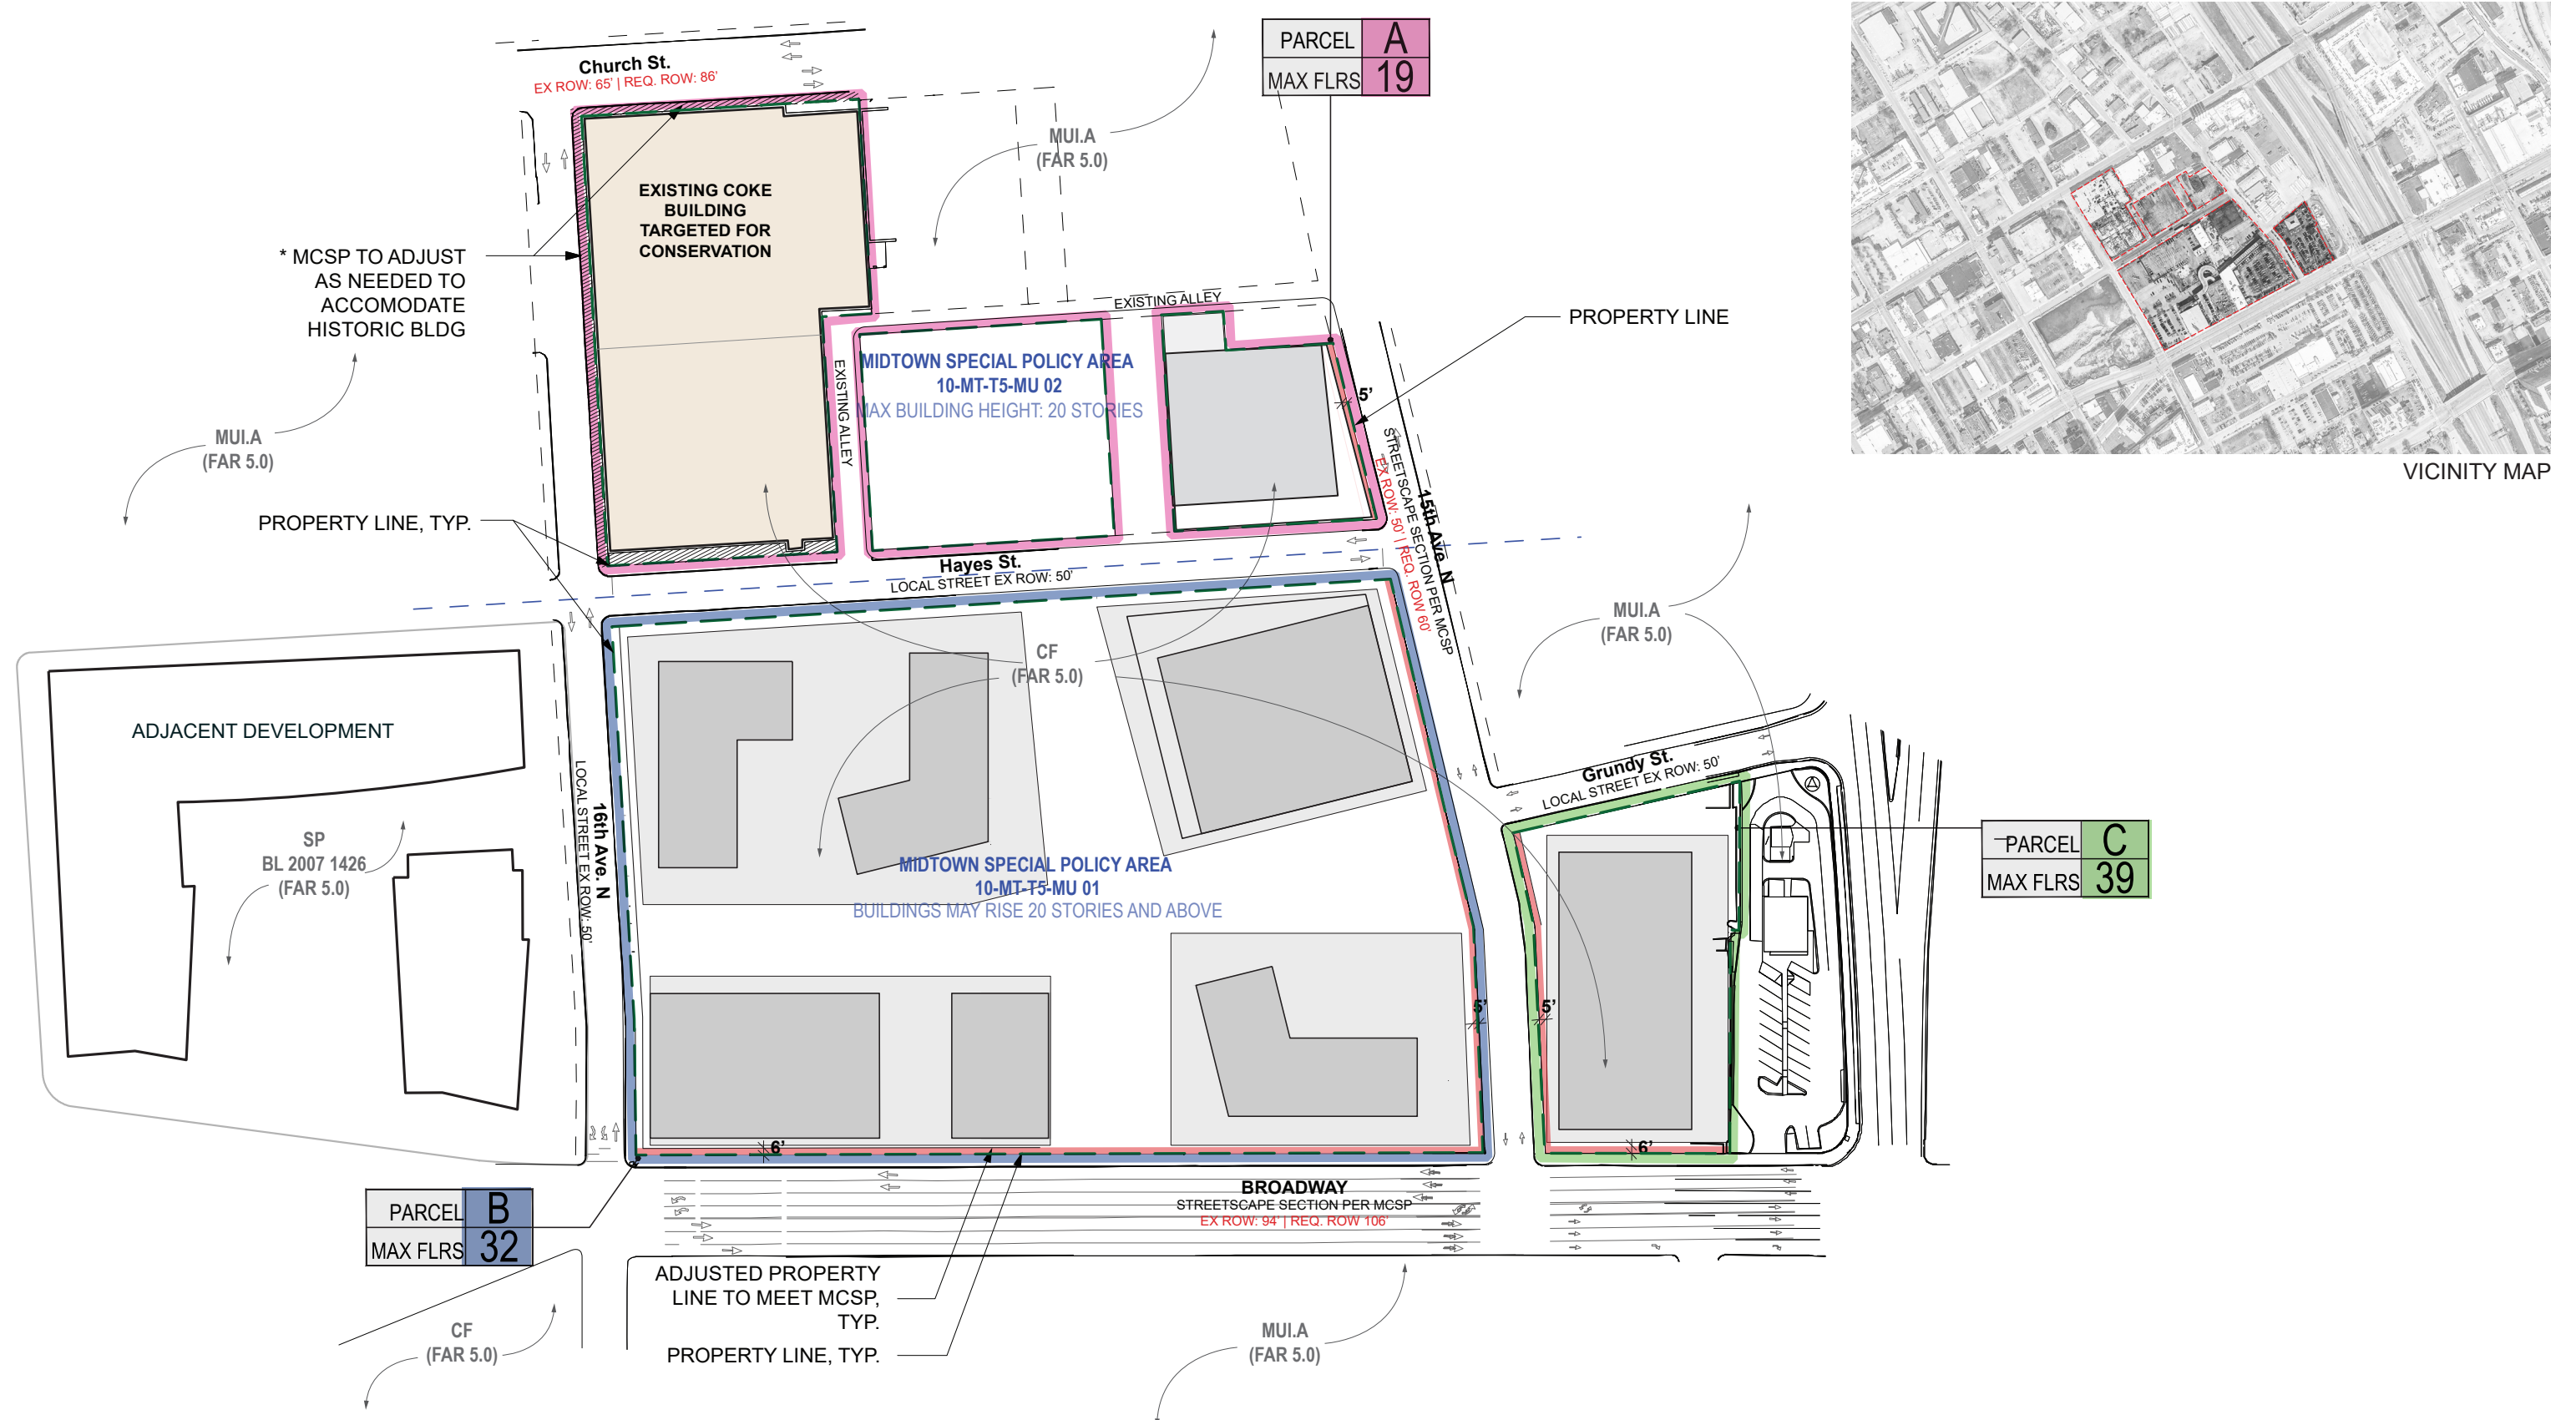 Church St.
EX ROW: 65' | REQ. ROW: 86'
PARCEL A
MAX FLRS 19
MUI.A
(FAR 5.0)
EXISTING COKE
BUILDING
TARGETED FOR
CONSERVATION
* MCSP TO ADJUST
AS NEEDED TO
ACCOMODATE
HISTORIC BLDG
EXISTING ALLEY
PROPERTY LINE
VICINITY MAP
EXISTING ALLEY
MIDTOWN SPECIAL POLICY AREA
10-MT-T5-MU 02
MAX BUILDING HEIGHT: 20 STORIES
5'
MUI.A
(FAR 5.0)
PROPERTY LINE, TYP.
15th Ave. N
STREETSCAPE SECTION PER MCSP
EX ROW: 50' | REQ. ROW 60'
Hayes St.
LOCAL STREET EX ROW: 50'
MUI.A
(FAR 5.0)
CF
(FAR 5.0)
ADJACENT DEVELOPMENT
16th Ave. N
LOCAL STREET EX ROW: 50'
Grundy St.
LOCAL STREET EX ROW: 50'
SP
BL 2007 1426
(FAR 5.0)
MIDTOWN SPECIAL POLICY AREA
10-MT-T5-MU 01
BUILDINGS MAY RISE 20 STORIES AND ABOVE
PARCEL C
MAX FLRS 39
5'
5'
6'
6'
BROADWAY
STREETSCAPE SECTION PER MCSP
EX ROW: 94' | REQ. ROW 106'
PARCEL B
MAX FLRS 32
ADJUSTED PROPERTY
LINE TO MEET MCSP,
TYP.
PROPERTY LINE, TYP.
CF
(FAR 5.0)
MUI.A
(FAR 5.0)